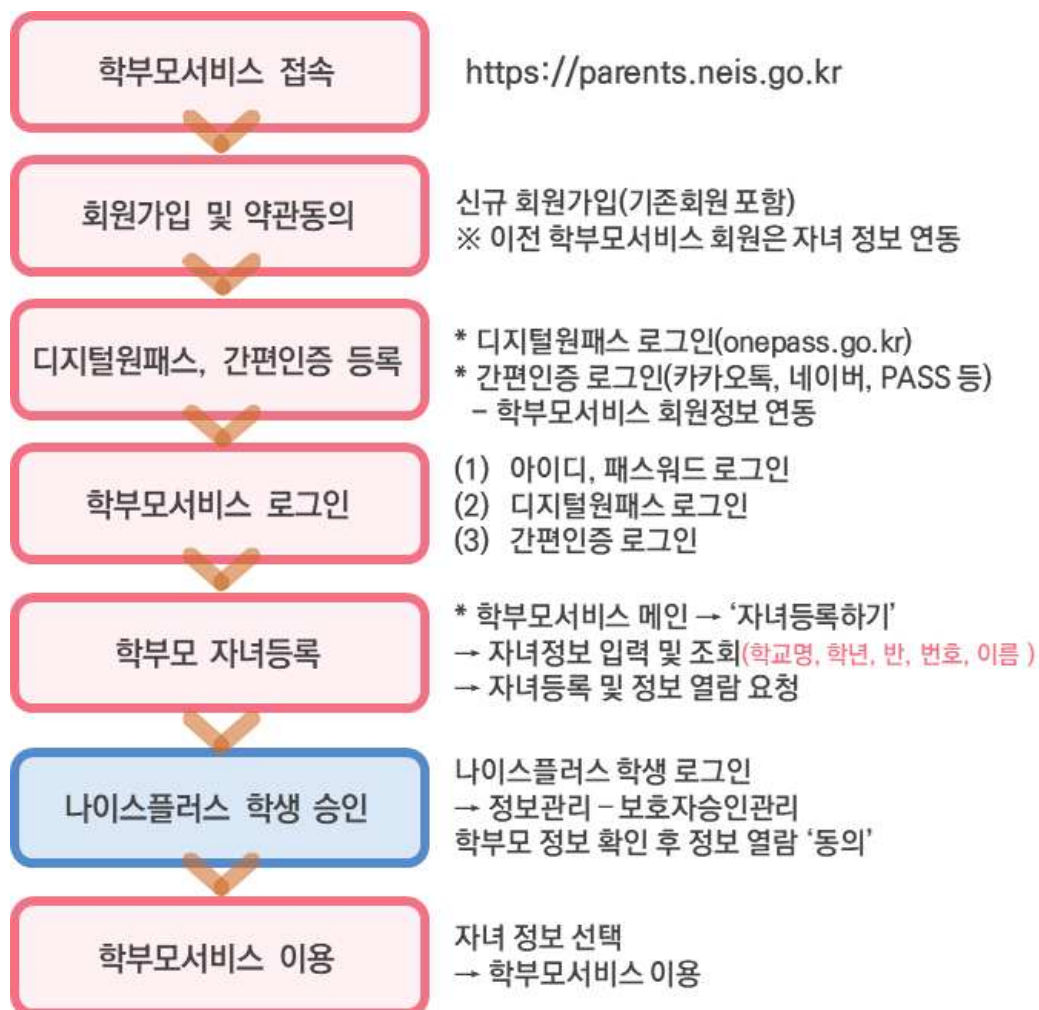 학부모서비스 접속
https://parents.neis.go.kr
회원가입 및 약관동의
신규 회원가입(기존회원 포함)
※ 이전 학부모서비스 회원은 자녀 정보 연동
디지털원패스, 간편인증 등록
* 디지털원패스 로그인(onepass.go.kr)
* 간편인증 로그인(카카오톡, 네이버, PASS 등)
- 학부모서비스 회원정보 연동
학부모서비스 로그인
(1) 아이디, 패스워드 로그인
(2) 디지털원패스 로그인
(3) 간편인증 로그인
학부모 자녀등록
* 학부모서비스 메인 → ‘자녀등록하기’
→ 자녀정보 입력 및 조회(학교명, 학년, 반, 번호, 이름 )
→ 자녀등록 및 정보 열람 요청
나이스플러스 학생 승인
나이스플러스 학생 로그인
→ 정보관리 – 보호자승인관리
학부모 정보 확인 후 정보 열람 ‘동의’
학부모서비스 이용
자녀 정보 선택
→ 학부모서비스 이용